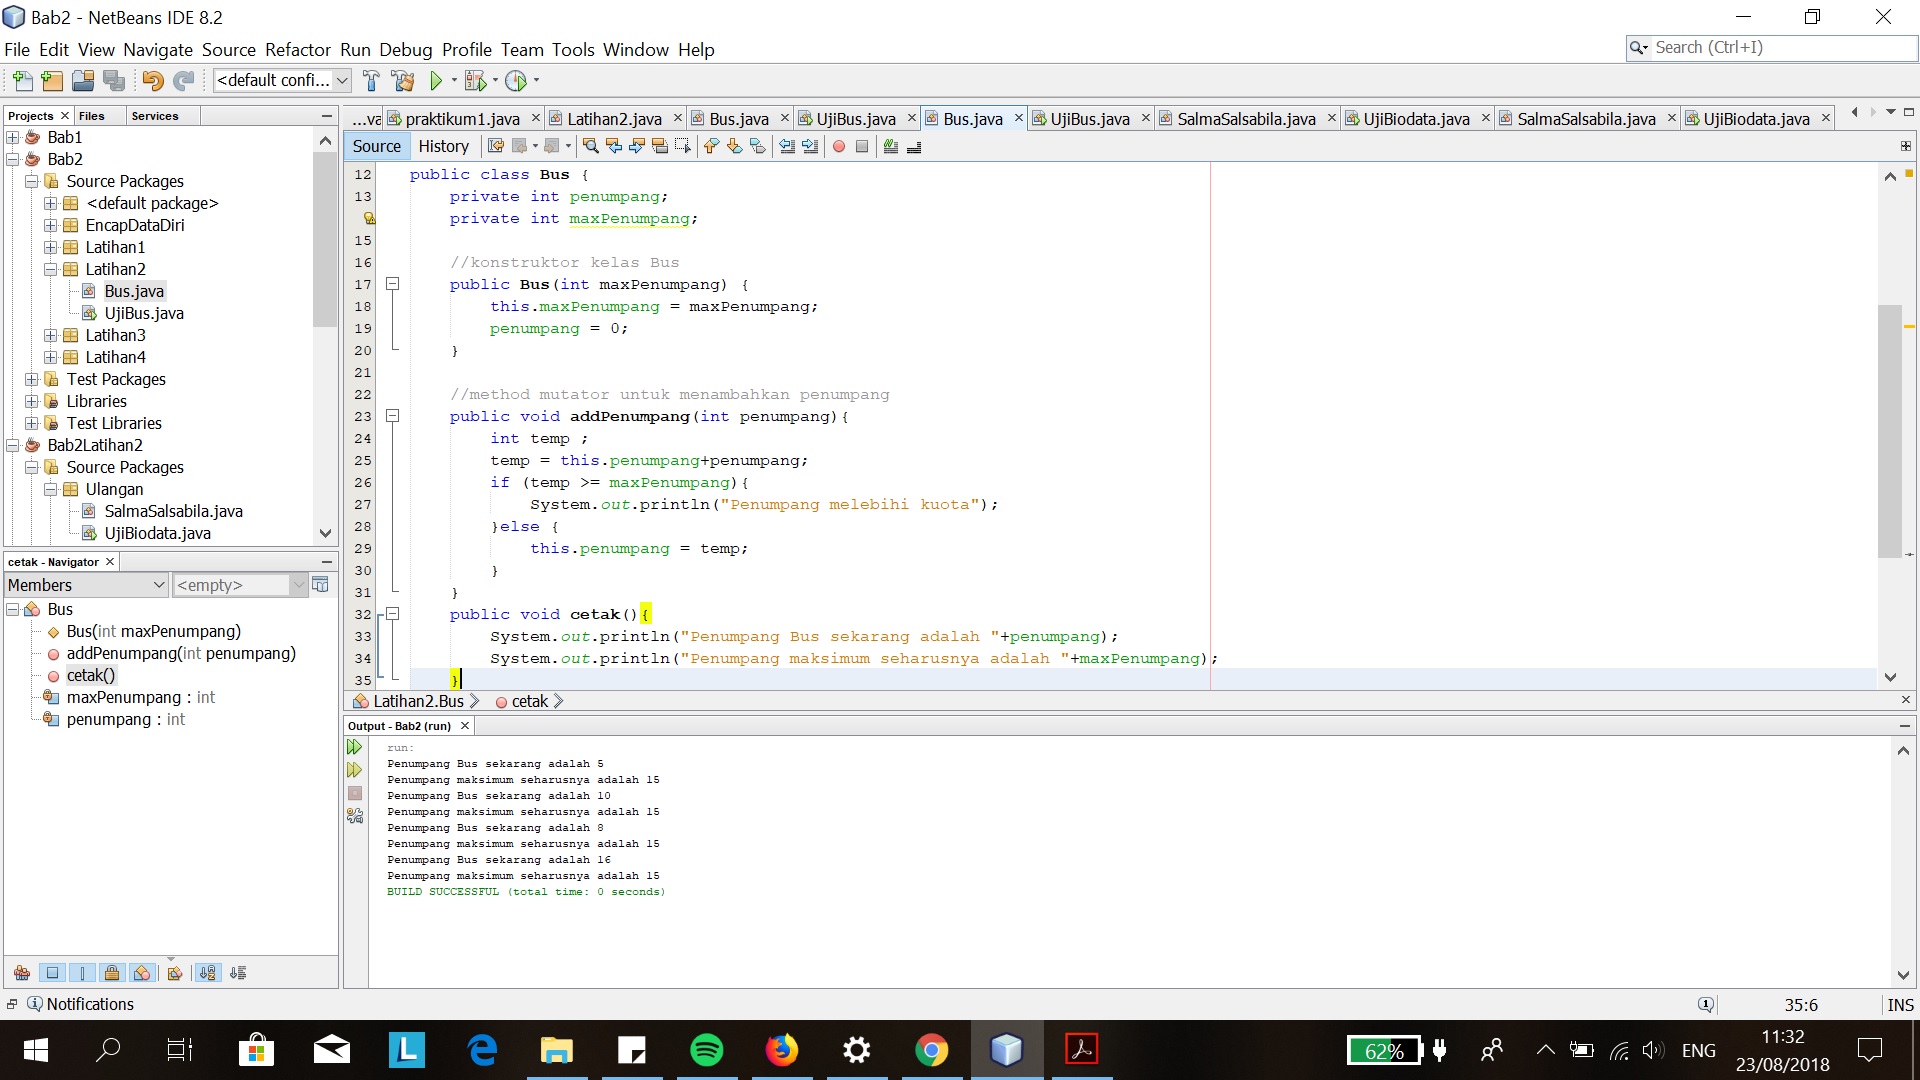 Bab2 - NetBeans IDE 8.2
File Edit View Navigate Source Refactor Run Debug Profile Team Tools Window Help
Search (Ctrl+I)
<default confi...
Projects Files Services
Bab1
Bab2
Source Packages
<default package>
EncapDataDiri
Latihan1
Latihan2
Bus.java
UjiBus.java
Latihan3
Latihan4
Test Packages
Libraries
Test Libraries
Bab2Latihan2
Source Packages
Ulangan
SalmaSalsabila.java
UjiBiodata.java
cetak - Navigator
Members <empty>
Bus
Bus(int maxPenumpang)
addPenumpang(int penumpang)
cetak()
maxPenumpang : int
penumpang : int
...va praktikum1.java Latihan2.java Bus.java UjiBus.java Bus.java UjiBus.java SalmaSalsabila.java UjiBiodata.java SalmaSalsabila.java UjiBiodata.java
Source History
12 public class Bus {
13 private int penumpang;
private int maxPenumpang;
15
16 //konstruktor kelas Bus
17 public Bus(int maxPenumpang) {
18 this.maxPenumpang = maxPenumpang;
19 penumpang = 0;
20 }
21
22 //method mutator untuk menambahkan penumpang
23 public void addPenumpang(int penumpang){
24 int temp ;
25 temp = this.penumpang+penumpang;
26 if (temp >= maxPenumpang){
27 System.out.println("Penumpang melebihi kuota");
28 }else {
29 this.penumpang = temp;
30 }
31 }
32 public void cetak(){
33 System.out.println("Penumpang Bus sekarang adalah "+penumpang);
34 System.out.println("Penumpang maksimum seharusnya adalah "+maxPenumpang);
35 }
Latihan2.Bus cetak
Output - Bab2 (run)
run:
Penumpang Bus sekarang adalah 5
Penumpang maksimum seharusnya adalah 15
Penumpang Bus sekarang adalah 10
Penumpang maksimum seharusnya adalah 15
Penumpang Bus sekarang adalah 8
Penumpang maksimum seharusnya adalah 15
Penumpang Bus sekarang adalah 16
Penumpang maksimum seharusnya adalah 15
BUILD SUCCESSFUL (total time: 0 seconds)
Notifications
35:6 INS
62%
ENG
11:32
23/08/2018